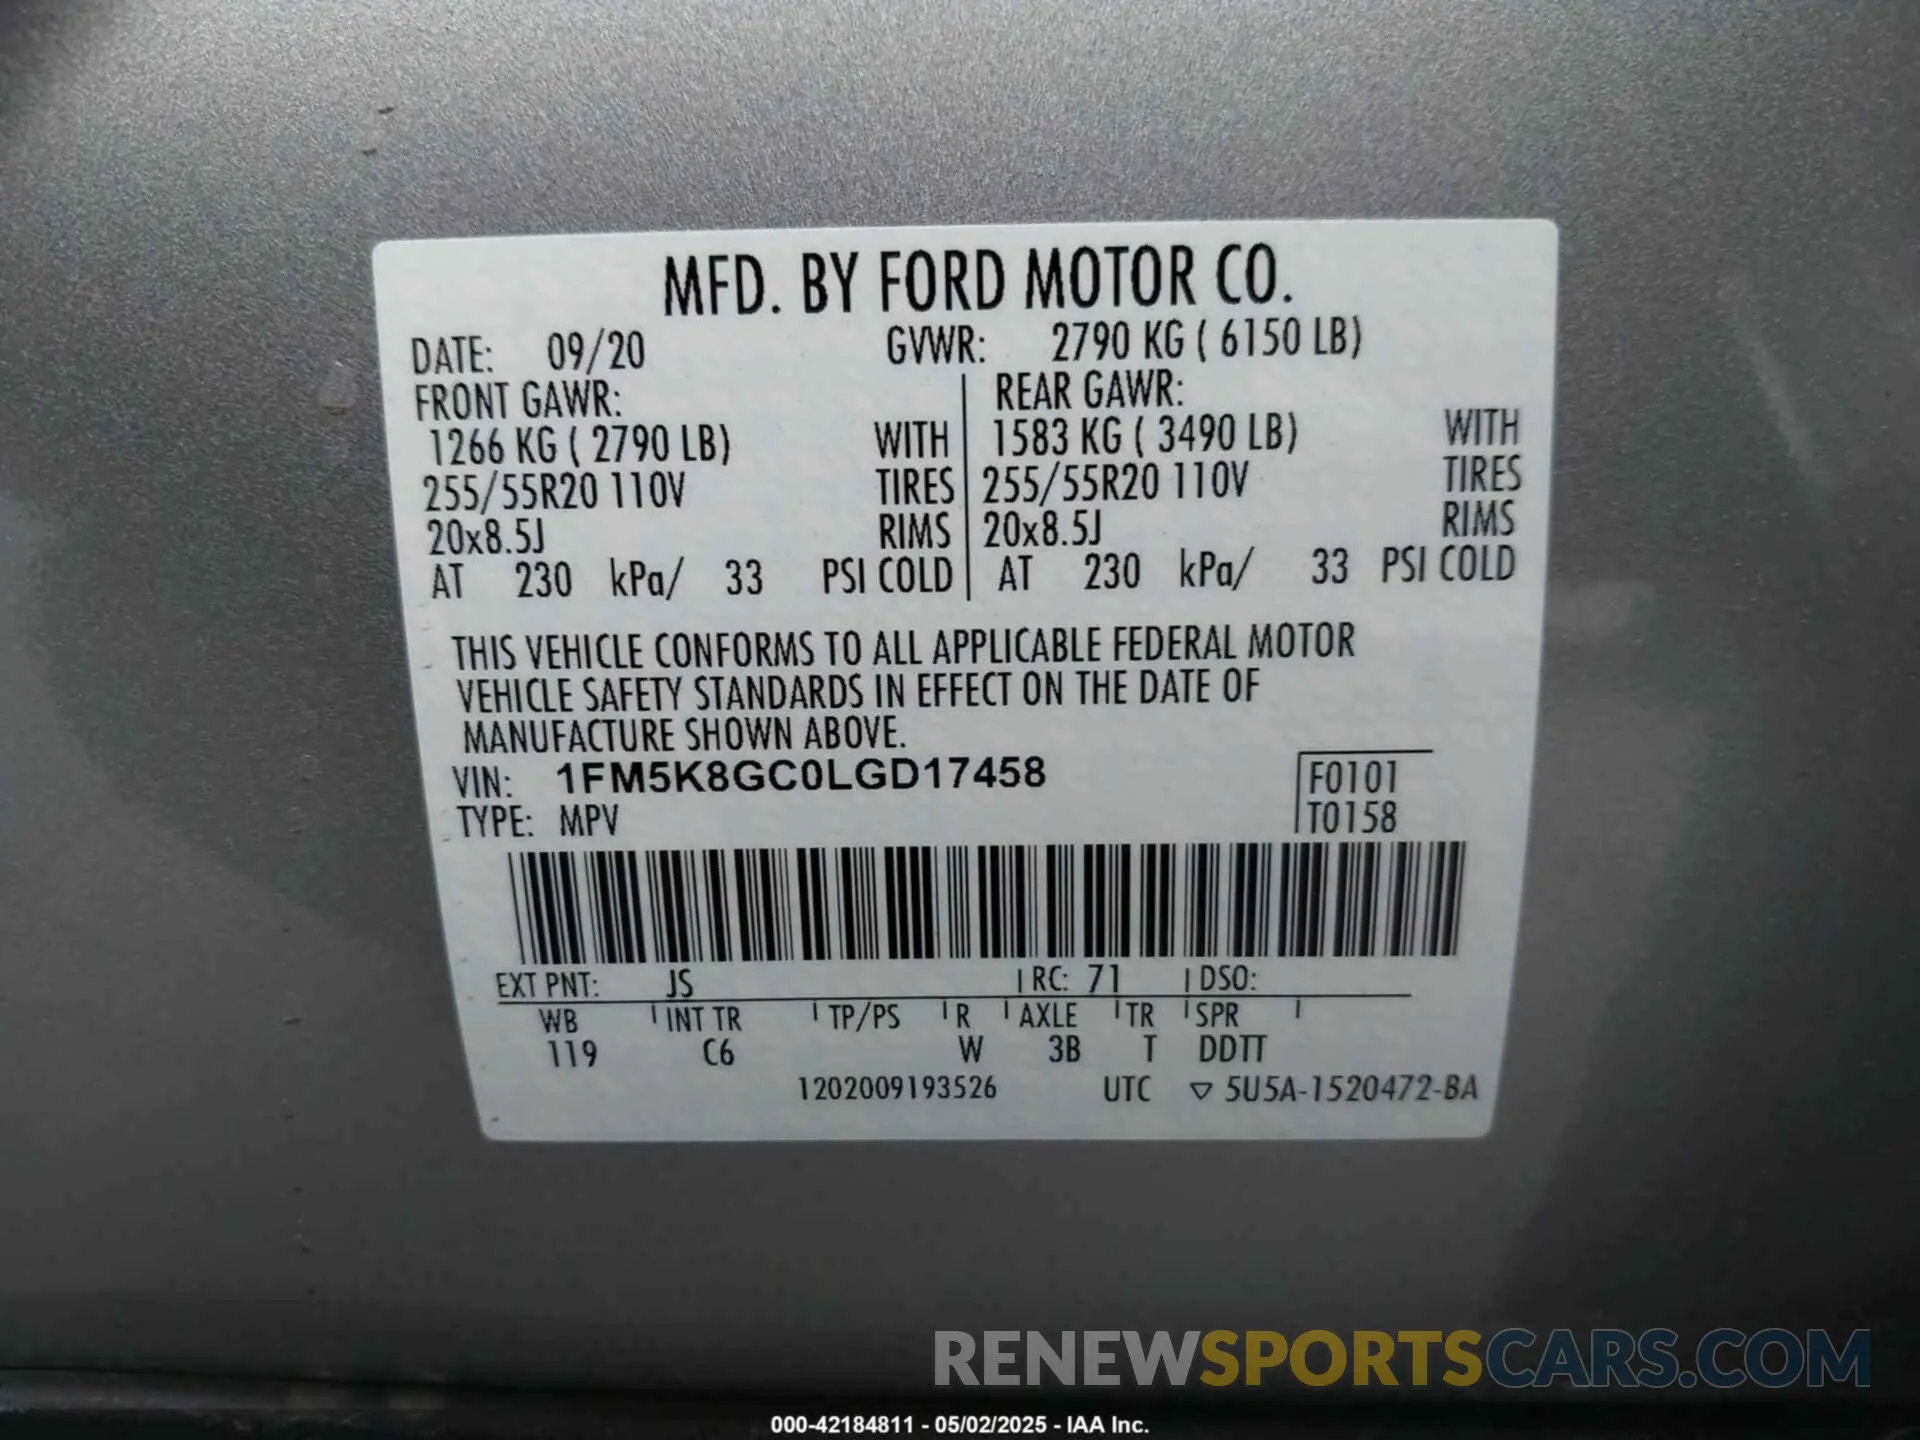 MFD. BY FORD MOTOR CO.
DATE: 09/20 GVWR: 2790 KG ( 6150 LB)
FRONT GAWR: REAR GAWR:
1266 KG ( 2790 LB) WITH 1583 KG ( 3490 LB) WITH
255/55R20 110V TIRES 255/55R20 110V TIRES
20x8.5J RIMS 20x8.5J RIMS
AT 230 kPa/ 33 PSI COLD AT 230 kPa/ 33 PSI COLD
THIS VEHICLE CONFORMS TO ALL APPLICABLE FEDERAL MOTOR
VEHICLE SAFETY STANDARDS IN EFFECT ON THE DATE OF
MANUFACTURE SHOWN ABOVE.
VIN: 1FM5K8GC0LGD17458 F0101
TYPE: MPV T0158
EXT PNT: JS RC: 71 DSO:
WB INT TR TP/PS R AXLE TR SPR
119 C6 W 3B T DDTT
1202009193526 UTC ▽ 5U5A-1520472-BA
RENEWSPORTSCARS.COM
000-42184811 - 05/02/2025 - IAA Inc.